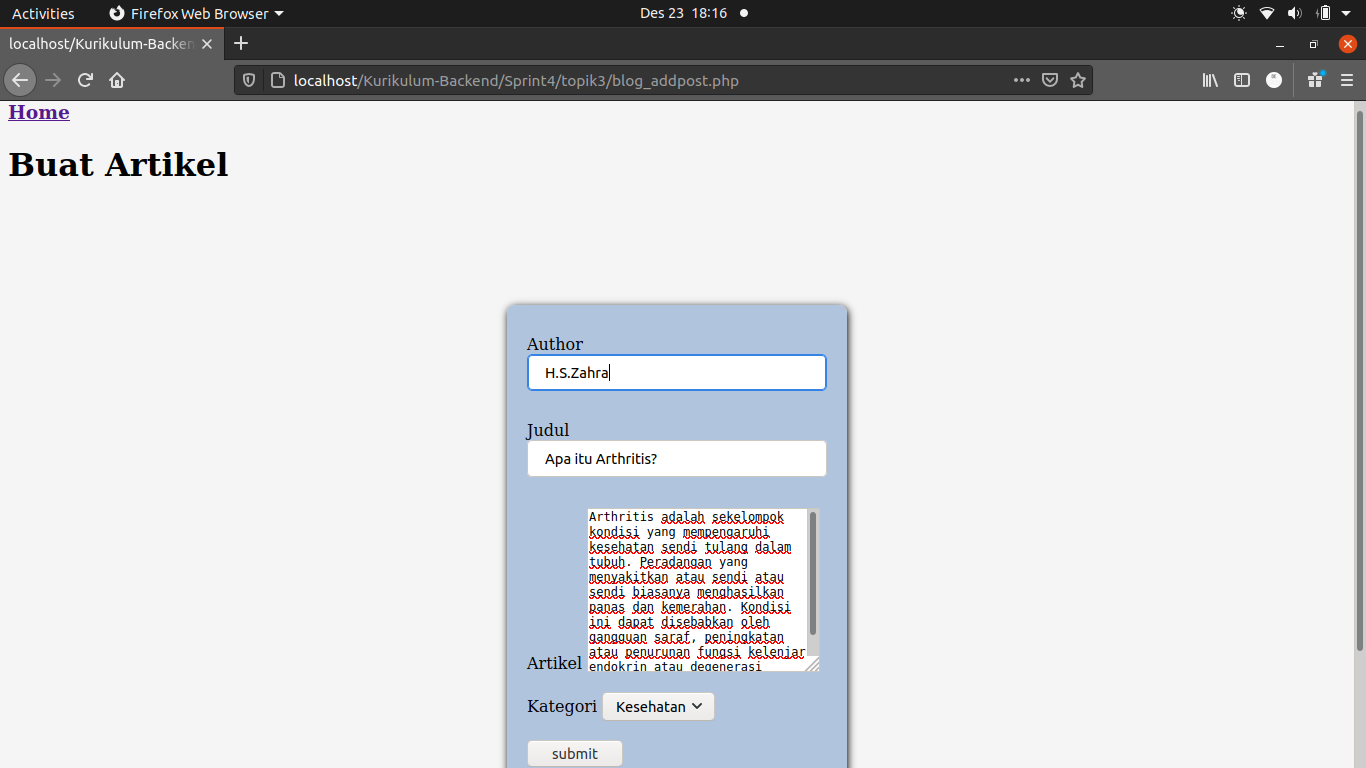 Activities
Firefox Web Browser
Des 23 18:16
localhost/Kurikulum-Backen
localhost/Kurikulum-Backend/Sprint4/topik3/blog_addpost.php
Home
Buat Artikel
Author
H.S.Zahra
Judul
Apa itu Arthritis?
Arthritis adalah sekelompok
kondisi yang mempengaruhi
kesehatan sendi tulang dalam
tubuh. Peradangan yang
menyakitkan atau sendi atau
sendi biasanya menghasilkan
panas dan kemerahan. Kondisi
ini dapat disebabkan oleh
gangguan saraf, peningkatan
atau penurunan fungsi kelenjar
endokrin atau degenerasi
Artikel
Kategori Kesehatan
submit